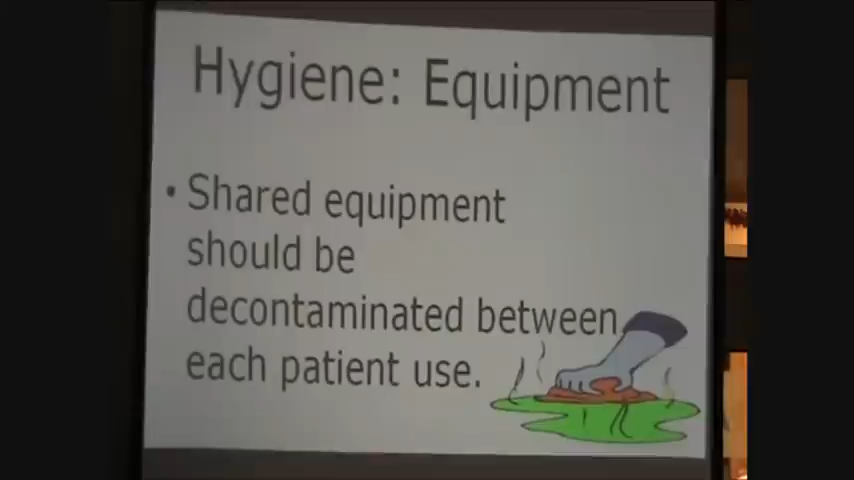 Hygiene: Equipment
• Shared equipment
should be
decontaminated between
each patient use.